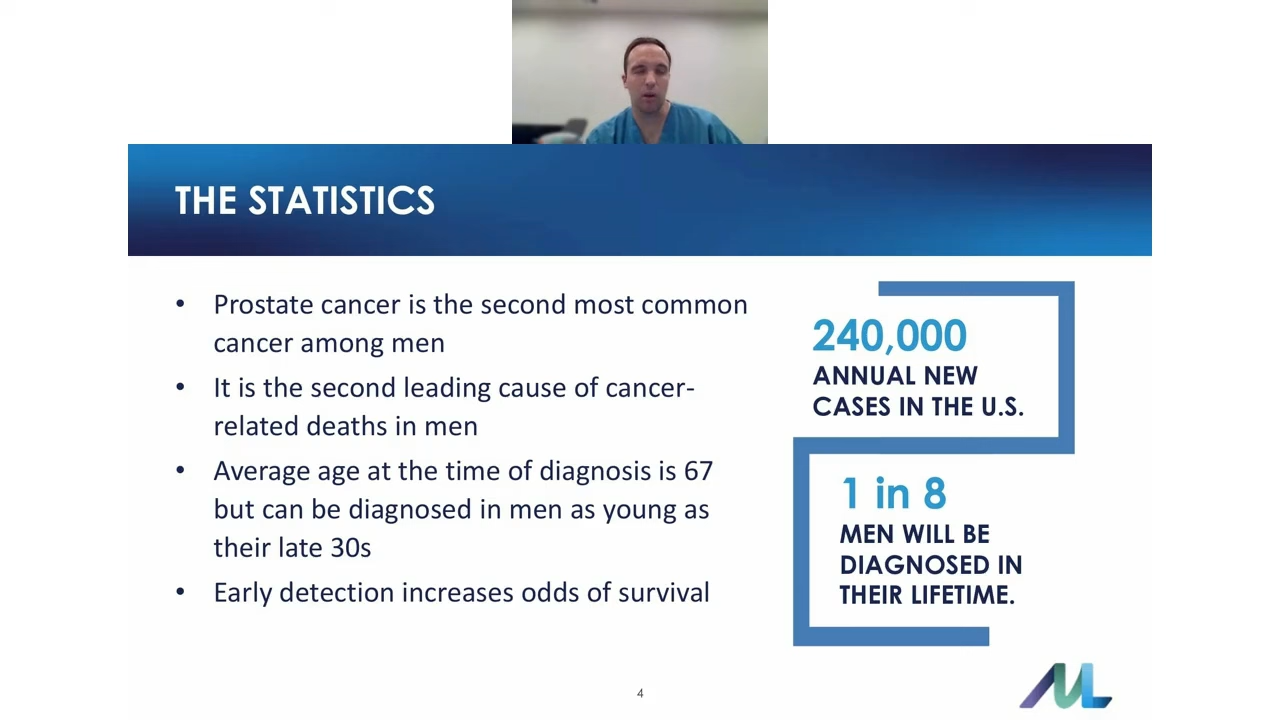 THE STATISTICS
• Prostate cancer is the second most common
cancer among men
• It is the second leading cause of cancer-
related deaths in men
• Average age at the time of diagnosis is 67
but can be diagnosed in men as young as
their late 30s
• Early detection increases odds of survival
240,000
ANNUAL NEW
CASES IN THE U.S.
1 in 8
MEN WILL BE
DIAGNOSED IN
THEIR LIFETIME.
4